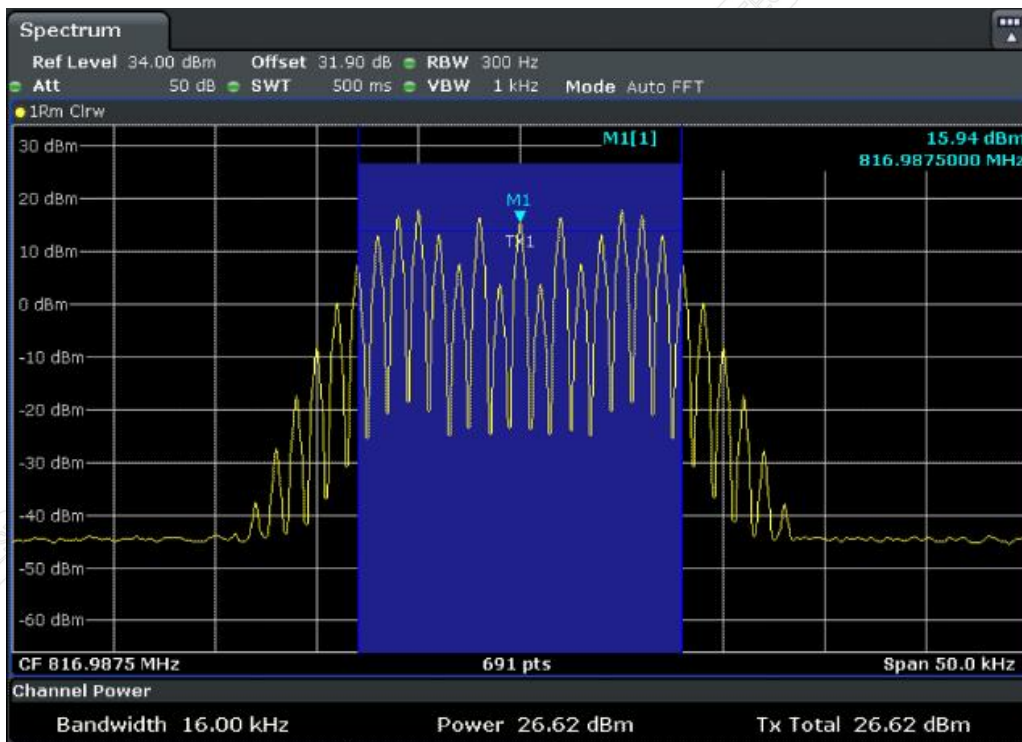 Spectrum
Ref Level 34.00 dBm Offset 31.90 dB RBW 300 Hz
Att 50 dB SWT 500 ms VBW 1 kHz Mode Auto FFT
1Rm Clrw
M1[1] 15.94 dBm
816.9875000 MHz
30 dBm
20 dBm
M1
TX1
10 dBm
0 dBm
-10 dBm
-20 dBm
-30 dBm
-40 dBm
-50 dBm
-60 dBm
CF 816.9875 MHz 691 pts Span 50.0 kHz
Channel Power
Bandwidth 16.00 kHz Power 26.62 dBm Tx Total 26.62 dBm